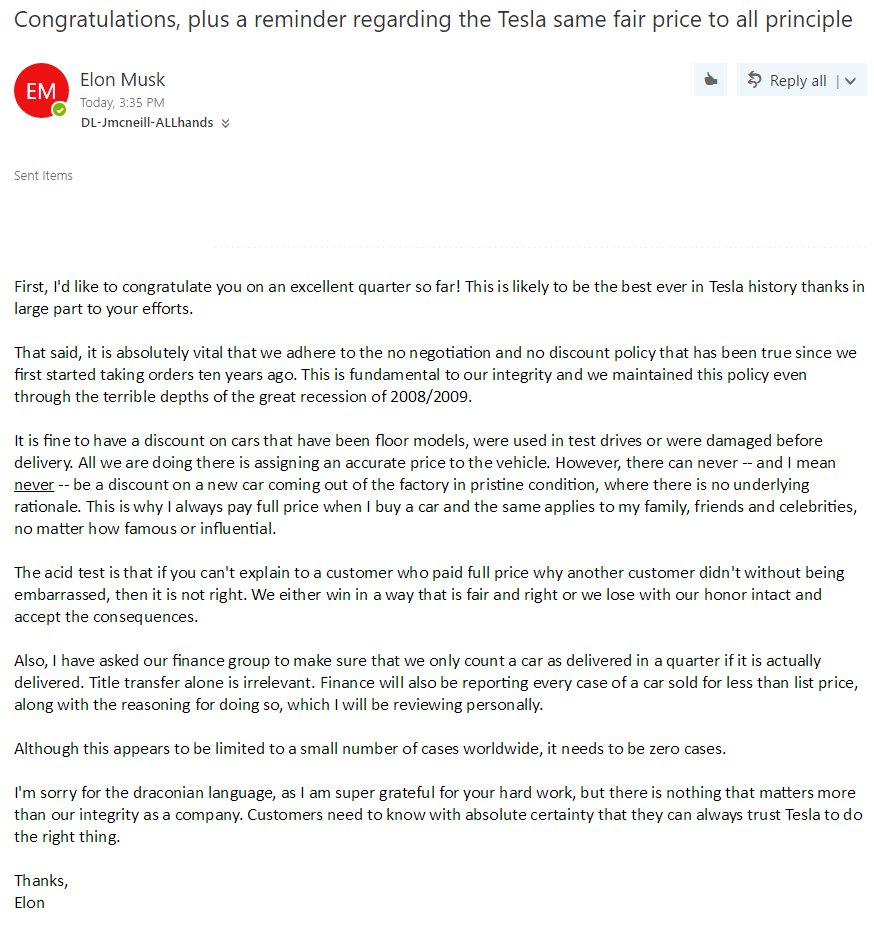 Congratulations, plus a reminder regarding the Tesla same fair price to all principle
EM
Elon Musk
Today, 3:35 PM
DL-Jmcneill-ALLhands
Reply all |
Sent Items
First, I'd like to congratulate you on an excellent quarter so far! This is likely to be the best ever in Tesla history thanks in
large part to your efforts.
That said, it is absolutely vital that we adhere to the no negotiation and no discount policy that has been true since we
first started taking orders ten years ago. This is fundamental to our integrity and we maintained this policy even
through the terrible depths of the great recession of 2008/2009.
It is fine to have a discount on cars that have been floor models, were used in test drives or were damaged before
delivery. All we are doing there is assigning an accurate price to the vehicle. However, there can never -- and I mean
never -- be a discount on a new car coming out of the factory in pristine condition, where there is no underlying
rationale. This is why I always pay full price when I buy a car and the same applies to my family, friends and celebrities,
no matter how famous or influential.
The acid test is that if you can't explain to a customer who paid full price why another customer didn't without being
embarrassed, then it is not right. We either win in a way that is fair and right or we lose with our honor intact and
accept the consequences.
Also, I have asked our finance group to make sure that we only count a car as delivered in a quarter if it is actually
delivered. Title transfer alone is irrelevant. Finance will also be reporting every case of a car sold for less than list price,
along with the reasoning for doing so, which I will be reviewing personally.
Although this appears to be limited to a small number of cases worldwide, it needs to be zero cases.
I'm sorry for the draconian language, as I am super grateful for your hard work, but there is nothing that matters more
than our integrity as a company. Customers need to know with absolute certainty that they can always trust Tesla to do
the right thing.
Thanks,
Elon